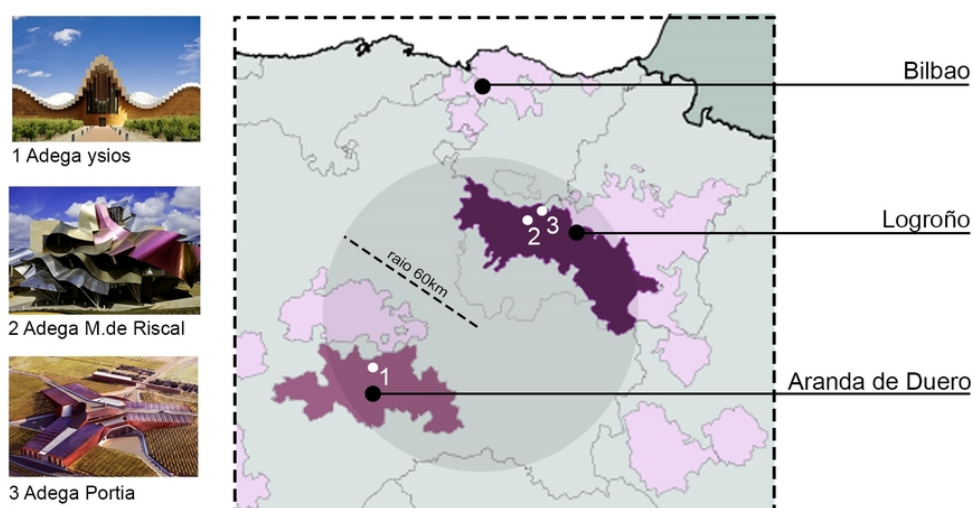 1 Adega ysios
2 Adega M.de Riscal
3 Adega Portia
Bilbao
Logroño
Aranda de Duero
raio 60km
2
3
1